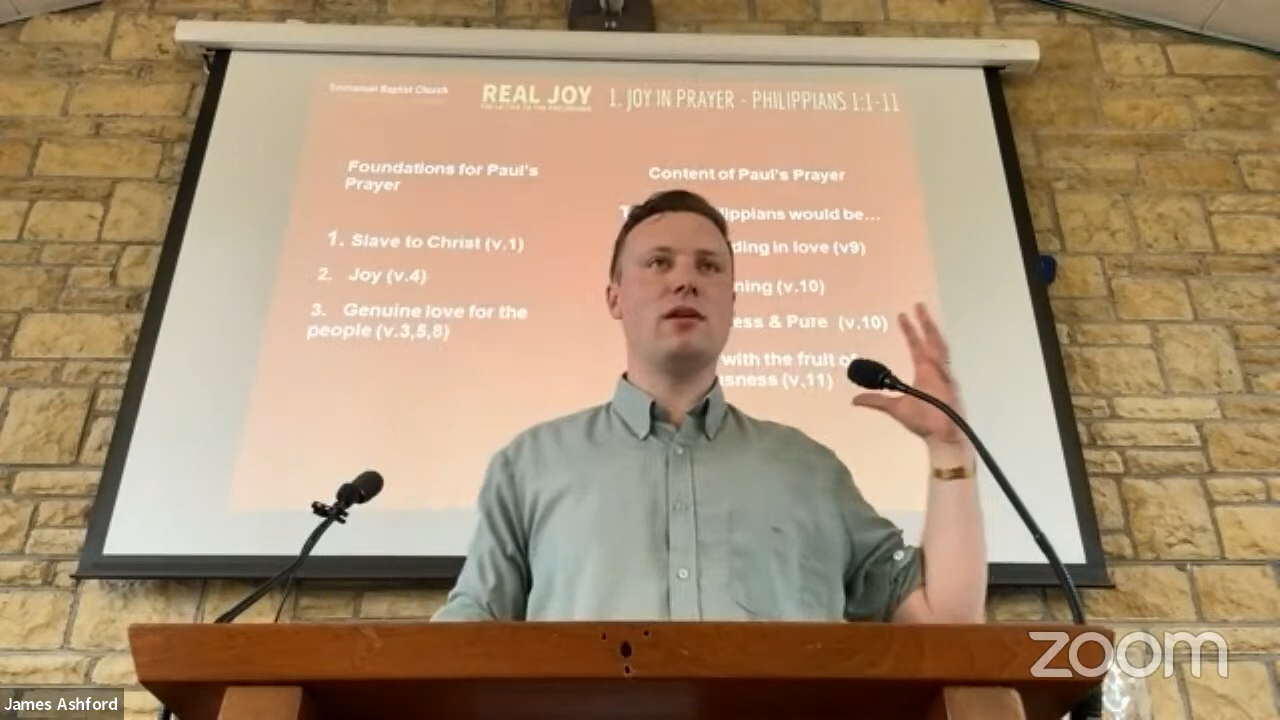 Emmanuel Baptist Church
REAL JOY
1. JOY IN PRAYER - PHILIPPIANS 1:1-11
Foundations for Paul's
Prayer
1. Slave to Christ (v.1)
2. Joy (v.4)
3. Genuine love for the
people (v.3,5,8)
Content of Paul's Prayer
ilippians would be...
ding in love (v9)
ning (v.10)
ess & Pure (v.10)
with the fruit of
sness (v.11)
zoom
James Ashford